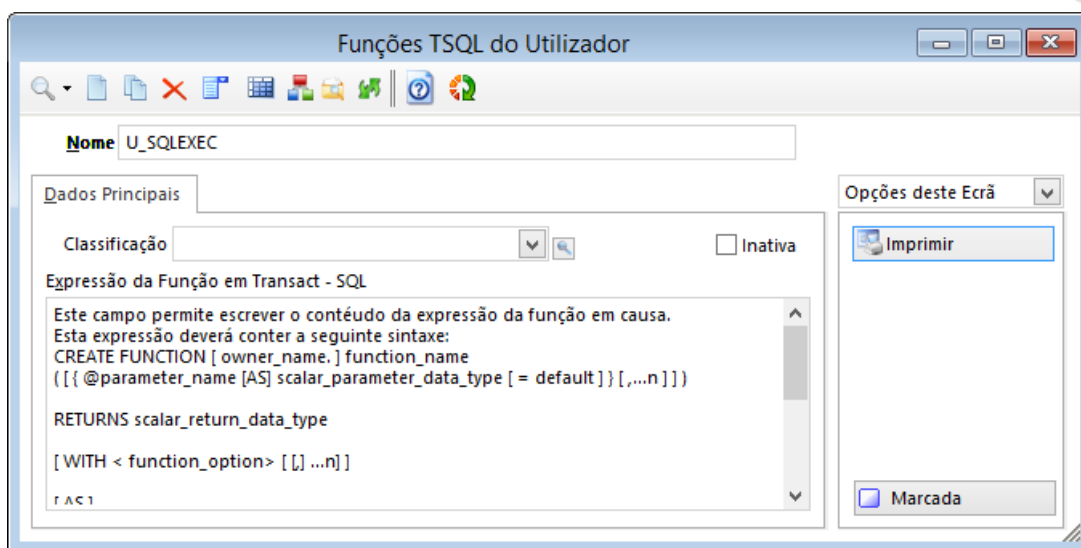 Funções TSQL do Utilizador
Nome U_SQLEXEC
Dados Principais
Opções deste Ecrã
Classificação
Inativa
Imprimir
Expressão da Função em Transact - SQL
Este campo permite escrever o contéudo da expressão da função em causa.
Esta expressão deverá conter a seguinte sintaxe:
CREATE FUNCTION [ owner_name. ] function_name
( [ { @parameter_name [AS] scalar_parameter_data_type [ = default ] } [ ,...n ] ] )
RETURNS scalar_return_data_type
[ WITH < function_option> [ [,] ...n] ]
[ AS ]
Marcada